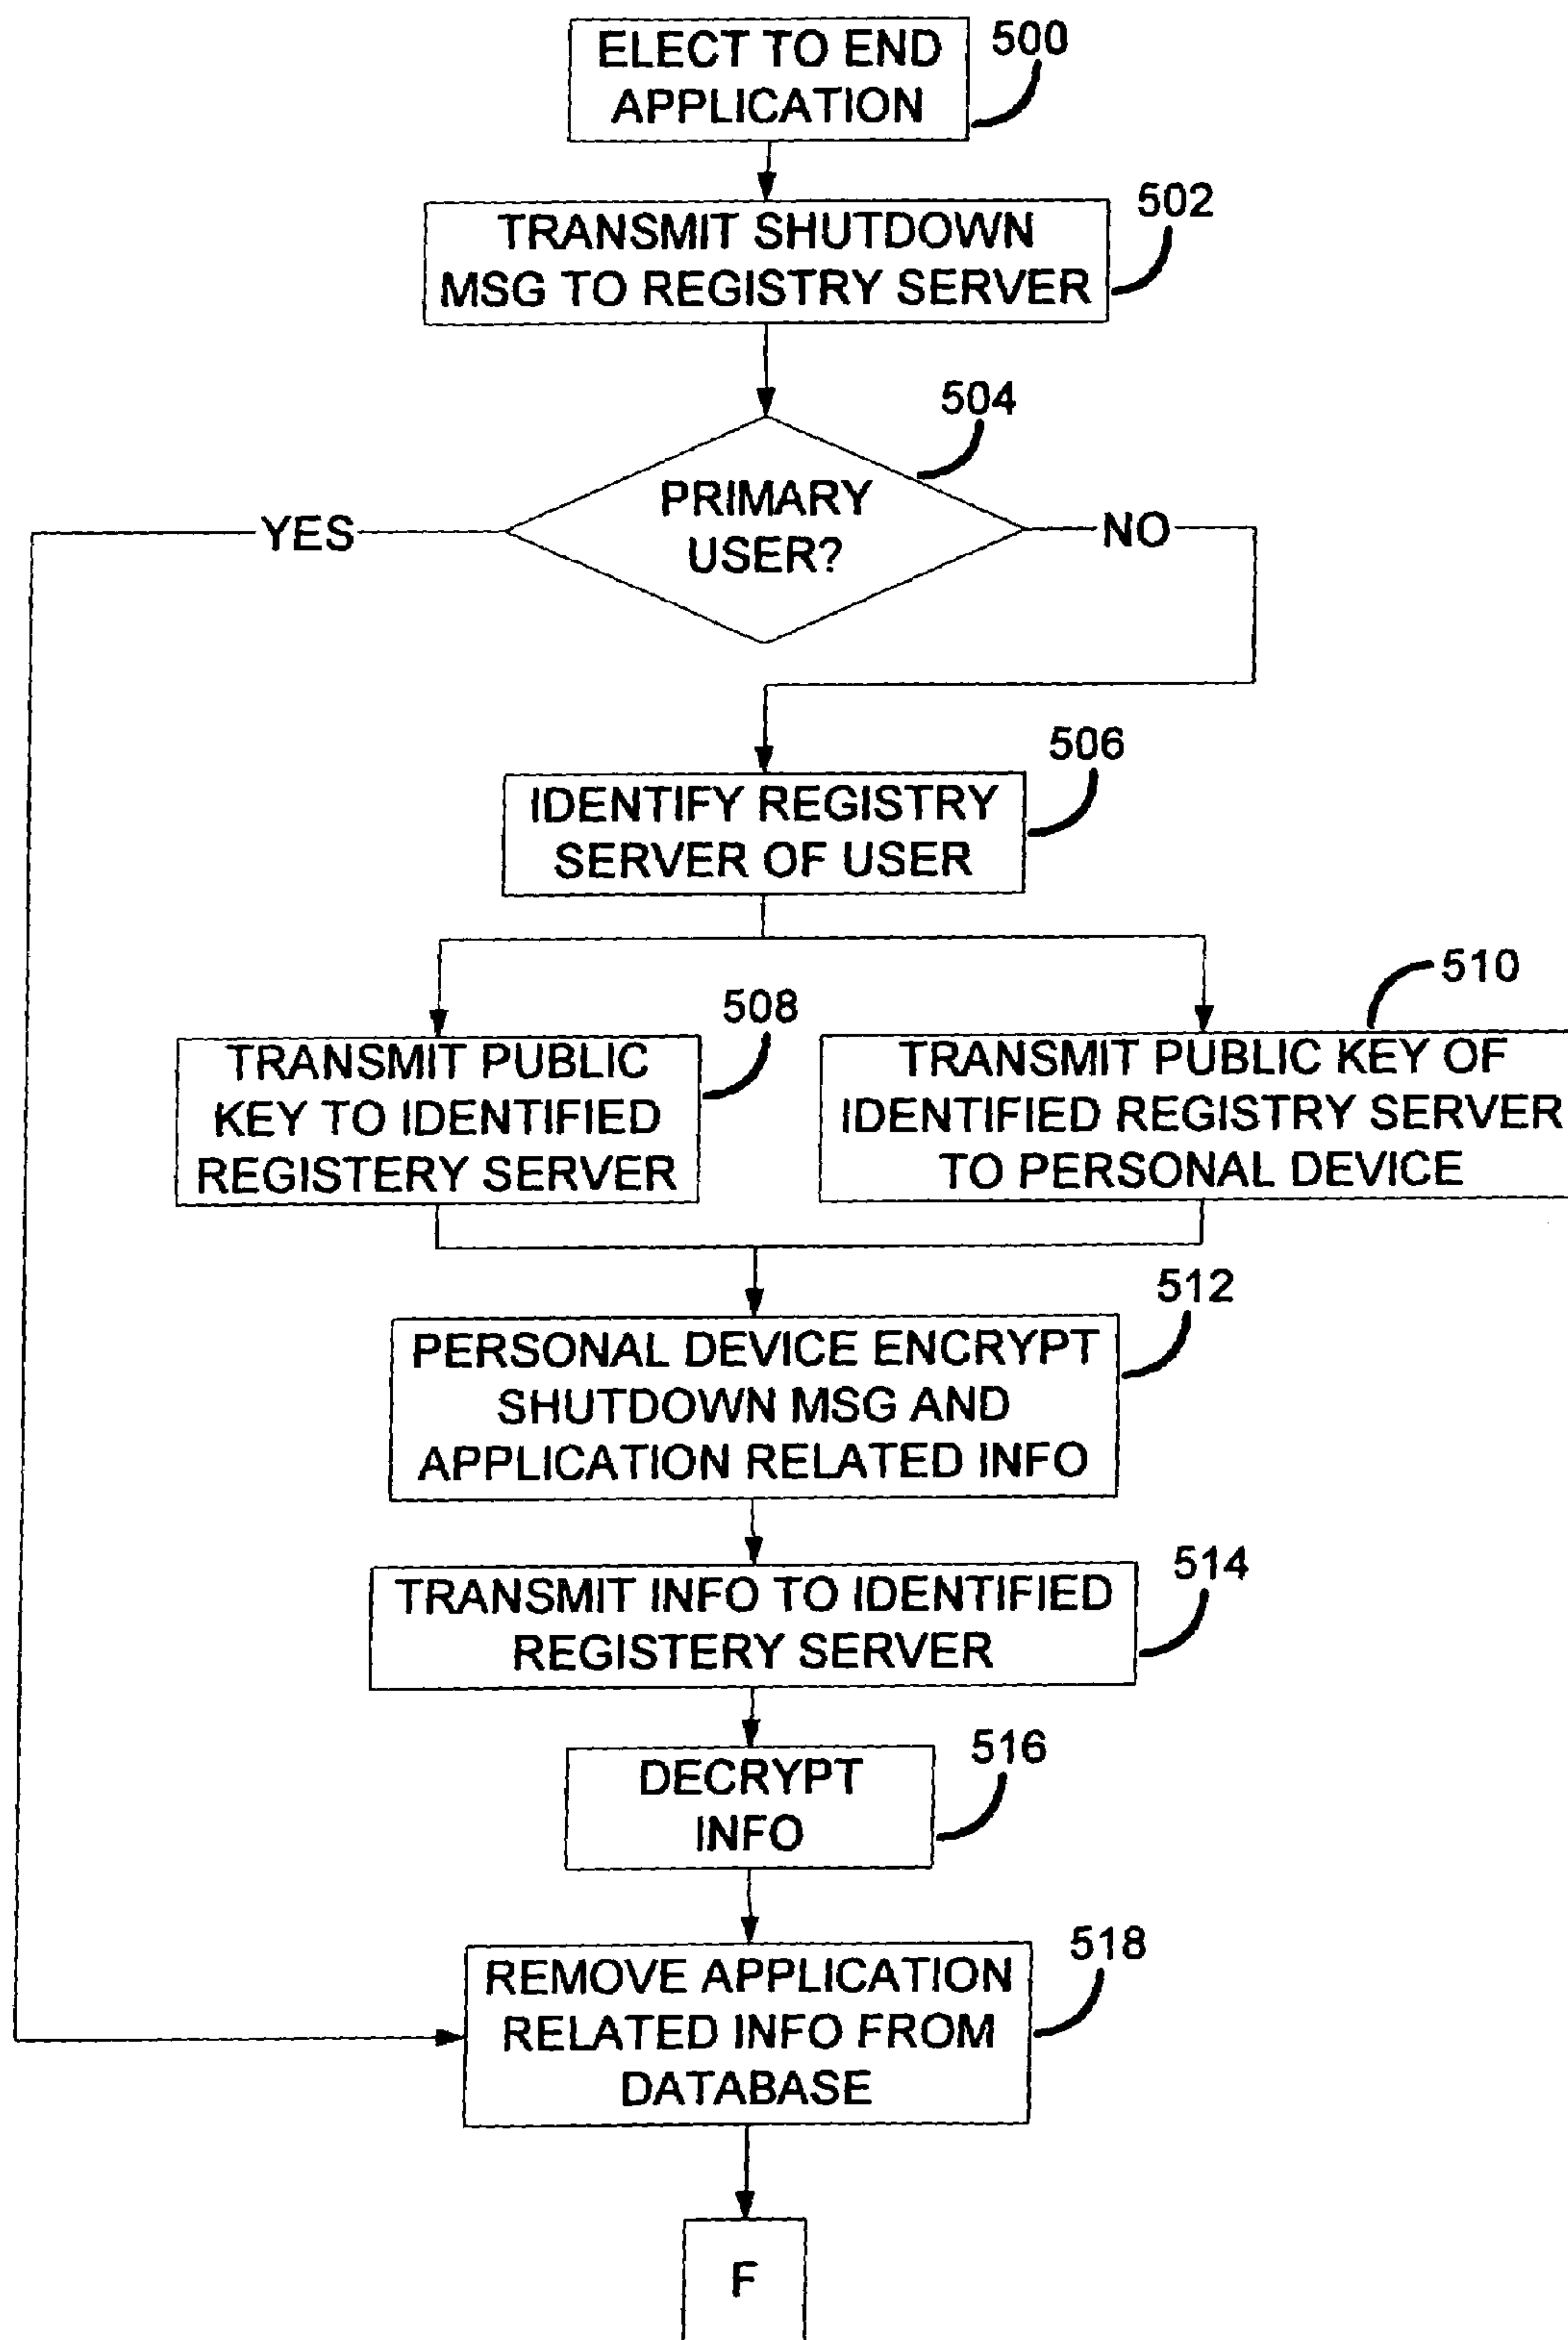 ELECT TO END
APPLICATION
500
TRANSMIT SHUTDOWN
MSG TO REGISTRY SERVER
502
504
PRIMARY
USER?
YES
NO
506
IDENTIFY REGISTRY
SERVER OF USER
508
TRANSMIT PUBLIC
KEY TO IDENTIFIED
REGISTERY SERVER
510
TRANSMIT PUBLIC KEY OF
IDENTIFIED REGISTRY SERVER
TO PERSONAL DEVICE
512
PERSONAL DEVICE ENCRYPT
SHUTDOWN MSG AND
APPLICATION RELATED INFO
514
TRANSMIT INFO TO IDENTIFIED
REGISTERY SERVER
516
DECRYPT
INFO
518
REMOVE APPLICATION
RELATED INFO FROM
DATABASE
F